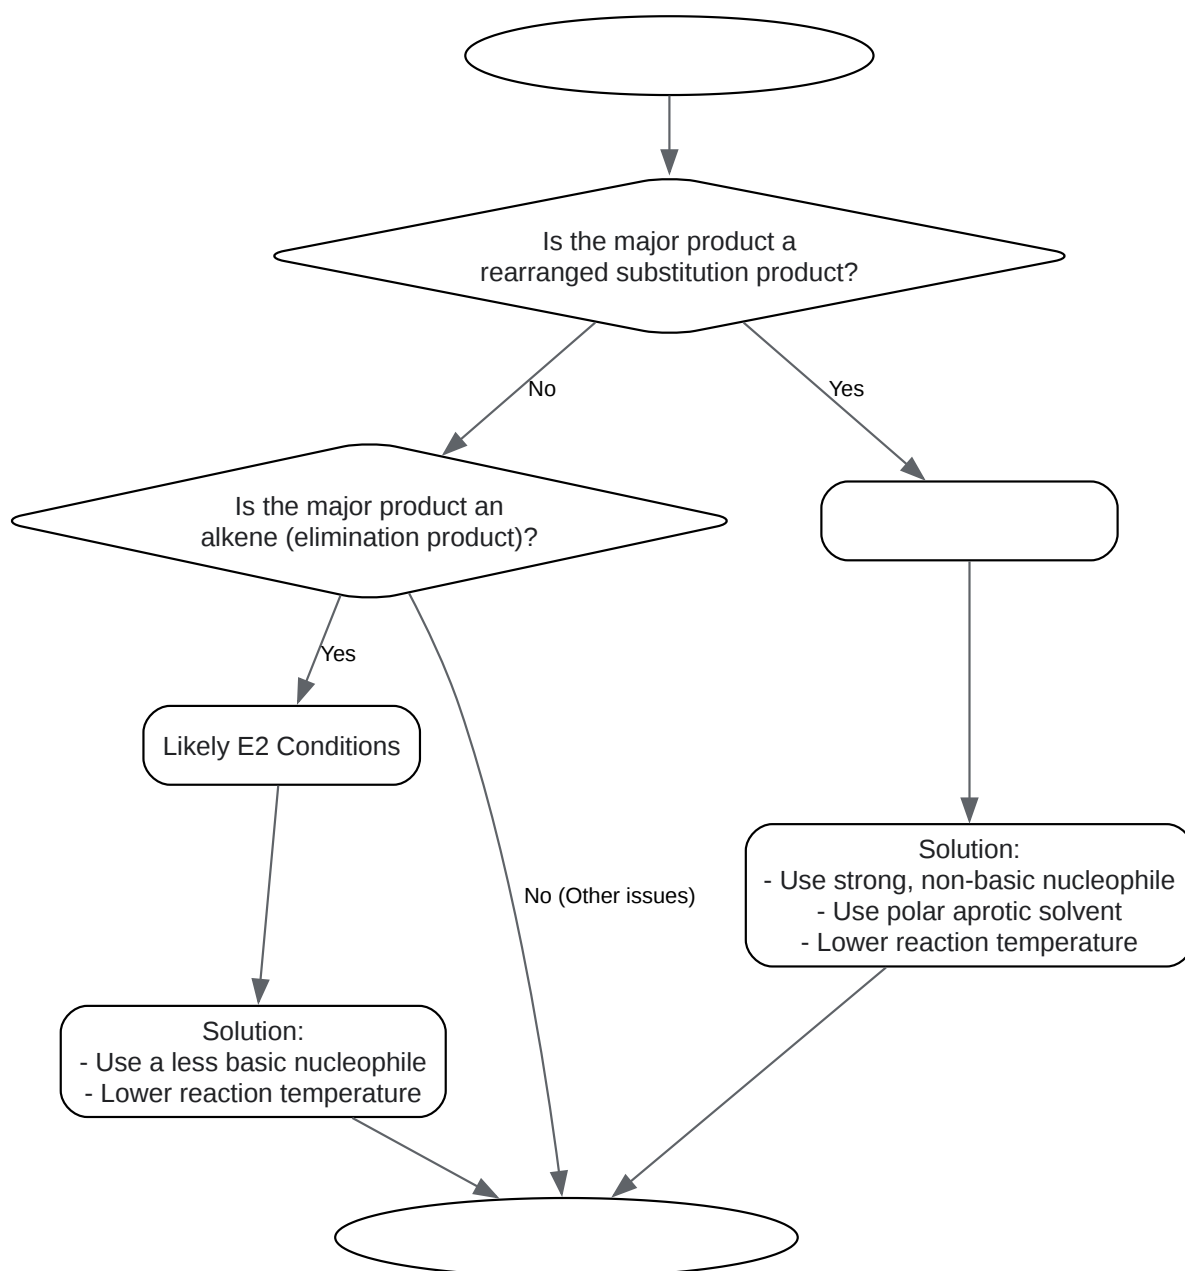 Is the major product a
rearranged substitution product?
No
Yes
Is the major product an
alkene (elimination product)?
Yes
Likely E2 Conditions
No (Other issues)
Solution:
- Use strong, non-basic nucleophile
- Use polar aprotic solvent
- Lower reaction temperature
Solution:
- Use a less basic nucleophile
- Lower reaction temperature